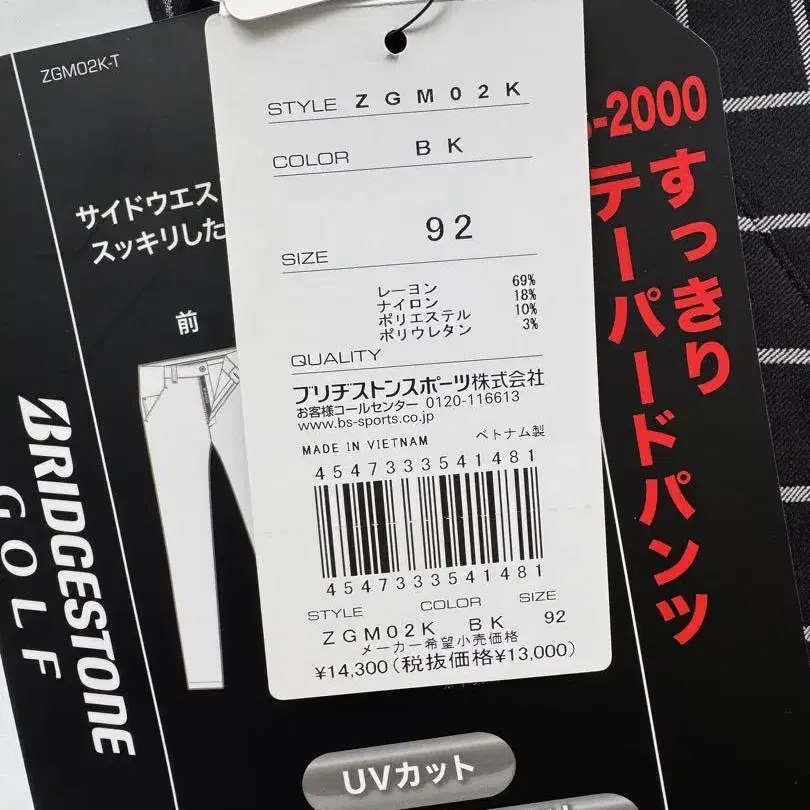 ZGM02K-T
サイドウエス
スッキリした
前
BRIDGESTONE
GOLF
STYLE ZGM02K
COLOR BK
SIZE 92
レーヨン 69%
ナイロン 18%
ポリエステル 10%
ポリウレタン 3%
QUALITY
ブリヂストンスポーツ株式会社
お客様コールセンター 0120-116613
www.bs-sports.co.jp
MADE IN VIETNAM ベトナム製
4547333541481
4547333541481
STYLE COLOR SIZE
ZGM02K BK 92
メーカー希望小売価格
¥14,300(税抜価格¥13,000)
-2000
すっきり
テーパードパンツ
UVカット